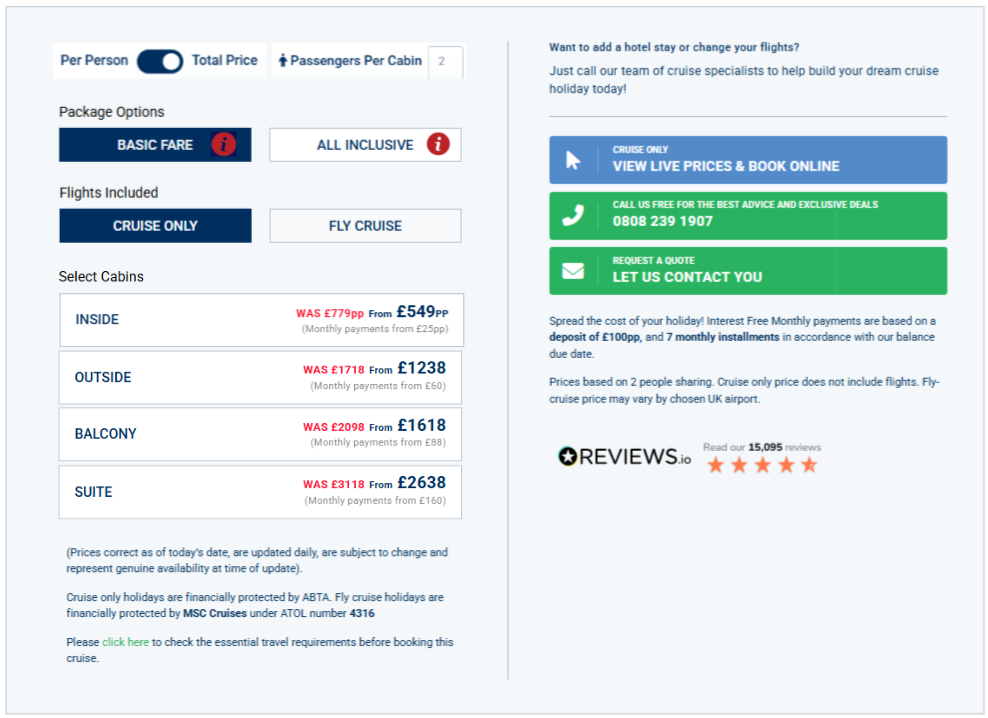 Per Person Total Price Passengers Per Cabin 2
Package Options
BASIC FARE i ALL INCLUSIVE i
Flights Included
CRUISE ONLY FLY CRUISE
Select Cabins
INSIDE WAS £779pp From £549PP
(Monthly payments from £25pp)
OUTSIDE WAS £1718 From £1238
(Monthly payments from £60)
BALCONY WAS £2098 From £1618
(Monthly payments from £88)
SUITE WAS £3118 From £2638
(Monthly payments from £160)
(Prices correct as of today's date, are updated daily, are subject to change and
represent genuine availability at time of update).
Cruise only holidays are financially protected by ABTA. Fly cruise holidays are
financially protected by MSC Cruises under ATOL number 4316
Please click here to check the essential travel requirements before booking this
cruise.
Want to add a hotel stay or change your flights?
Just call our team of cruise specialists to help build your dream cruise
holiday today!
CRUISE ONLY
VIEW LIVE PRICES & BOOK ONLINE
CALL US FREE FOR THE BEST ADVICE AND EXCLUSIVE DEALS
0808 239 1907
REQUEST A QUOTE
LET US CONTACT YOU
Spread the cost of your holiday! Interest Free Monthly payments are based on a
deposit of £100pp, and 7 monthly installments in accordance with our balance
due date.
Prices based on 2 people sharing. Cruise only price does not include flights. Fly-
cruise price may vary by chosen UK airport.
REVIEWS.io
Read our 15,095 reviews